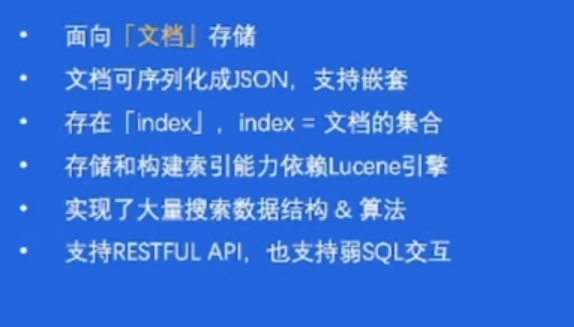 • 面向「文档」存储
• 文档可序列化成JSON，支持嵌套
• 存在「index」，index = 文档的集合
• 存储和构建索引能力依赖Lucene引擎
• 实现了大量搜索数据结构 & 算法
• 支持RESTFUL API，也支持弱SQL交互